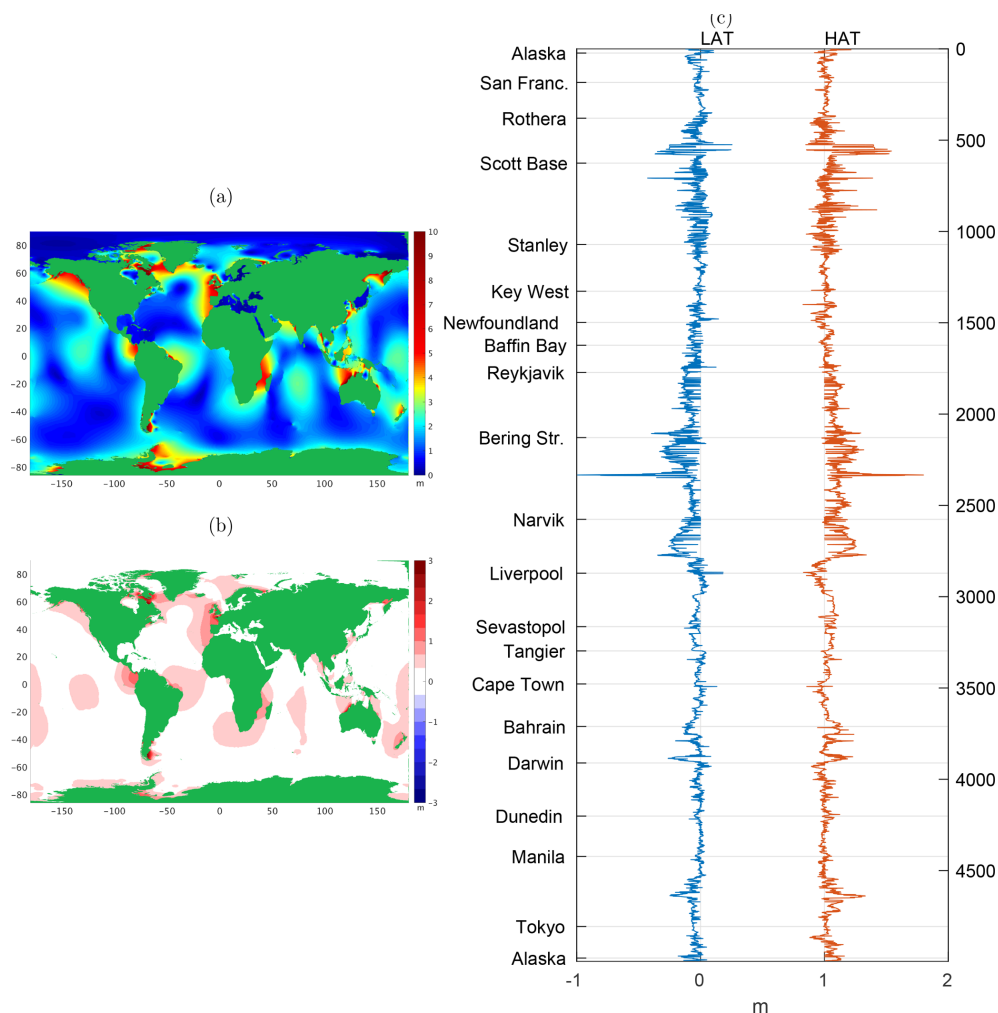 (a)
80
60
40
20
0
−20
−40
−60
−80
−150
−100
−50
0
50
100
150
10
9
8
7
6
5
4
3
2
1
0
m
(b)
80
60
40
20
0
−20
−40
−60
−80
−150
−100
−50
0
50
100
150
3
2
1
0
−1
−2
−3
m
(c)
LAT
HAT
Alaska
San Franc.
Rothera
Scott Base
Stanley
Key West
Newfoundland
Baffin Bay
Reykjavik
Bering Str.
Narvik
Liverpool
Sevastopol
Tangier
Cape Town
Bahrain
Darwin
Dunedin
Manila
Tokyo
Alaska
0
500
1000
1500
2000
2500
3000
3500
4000
4500
-1
0
1
2
m